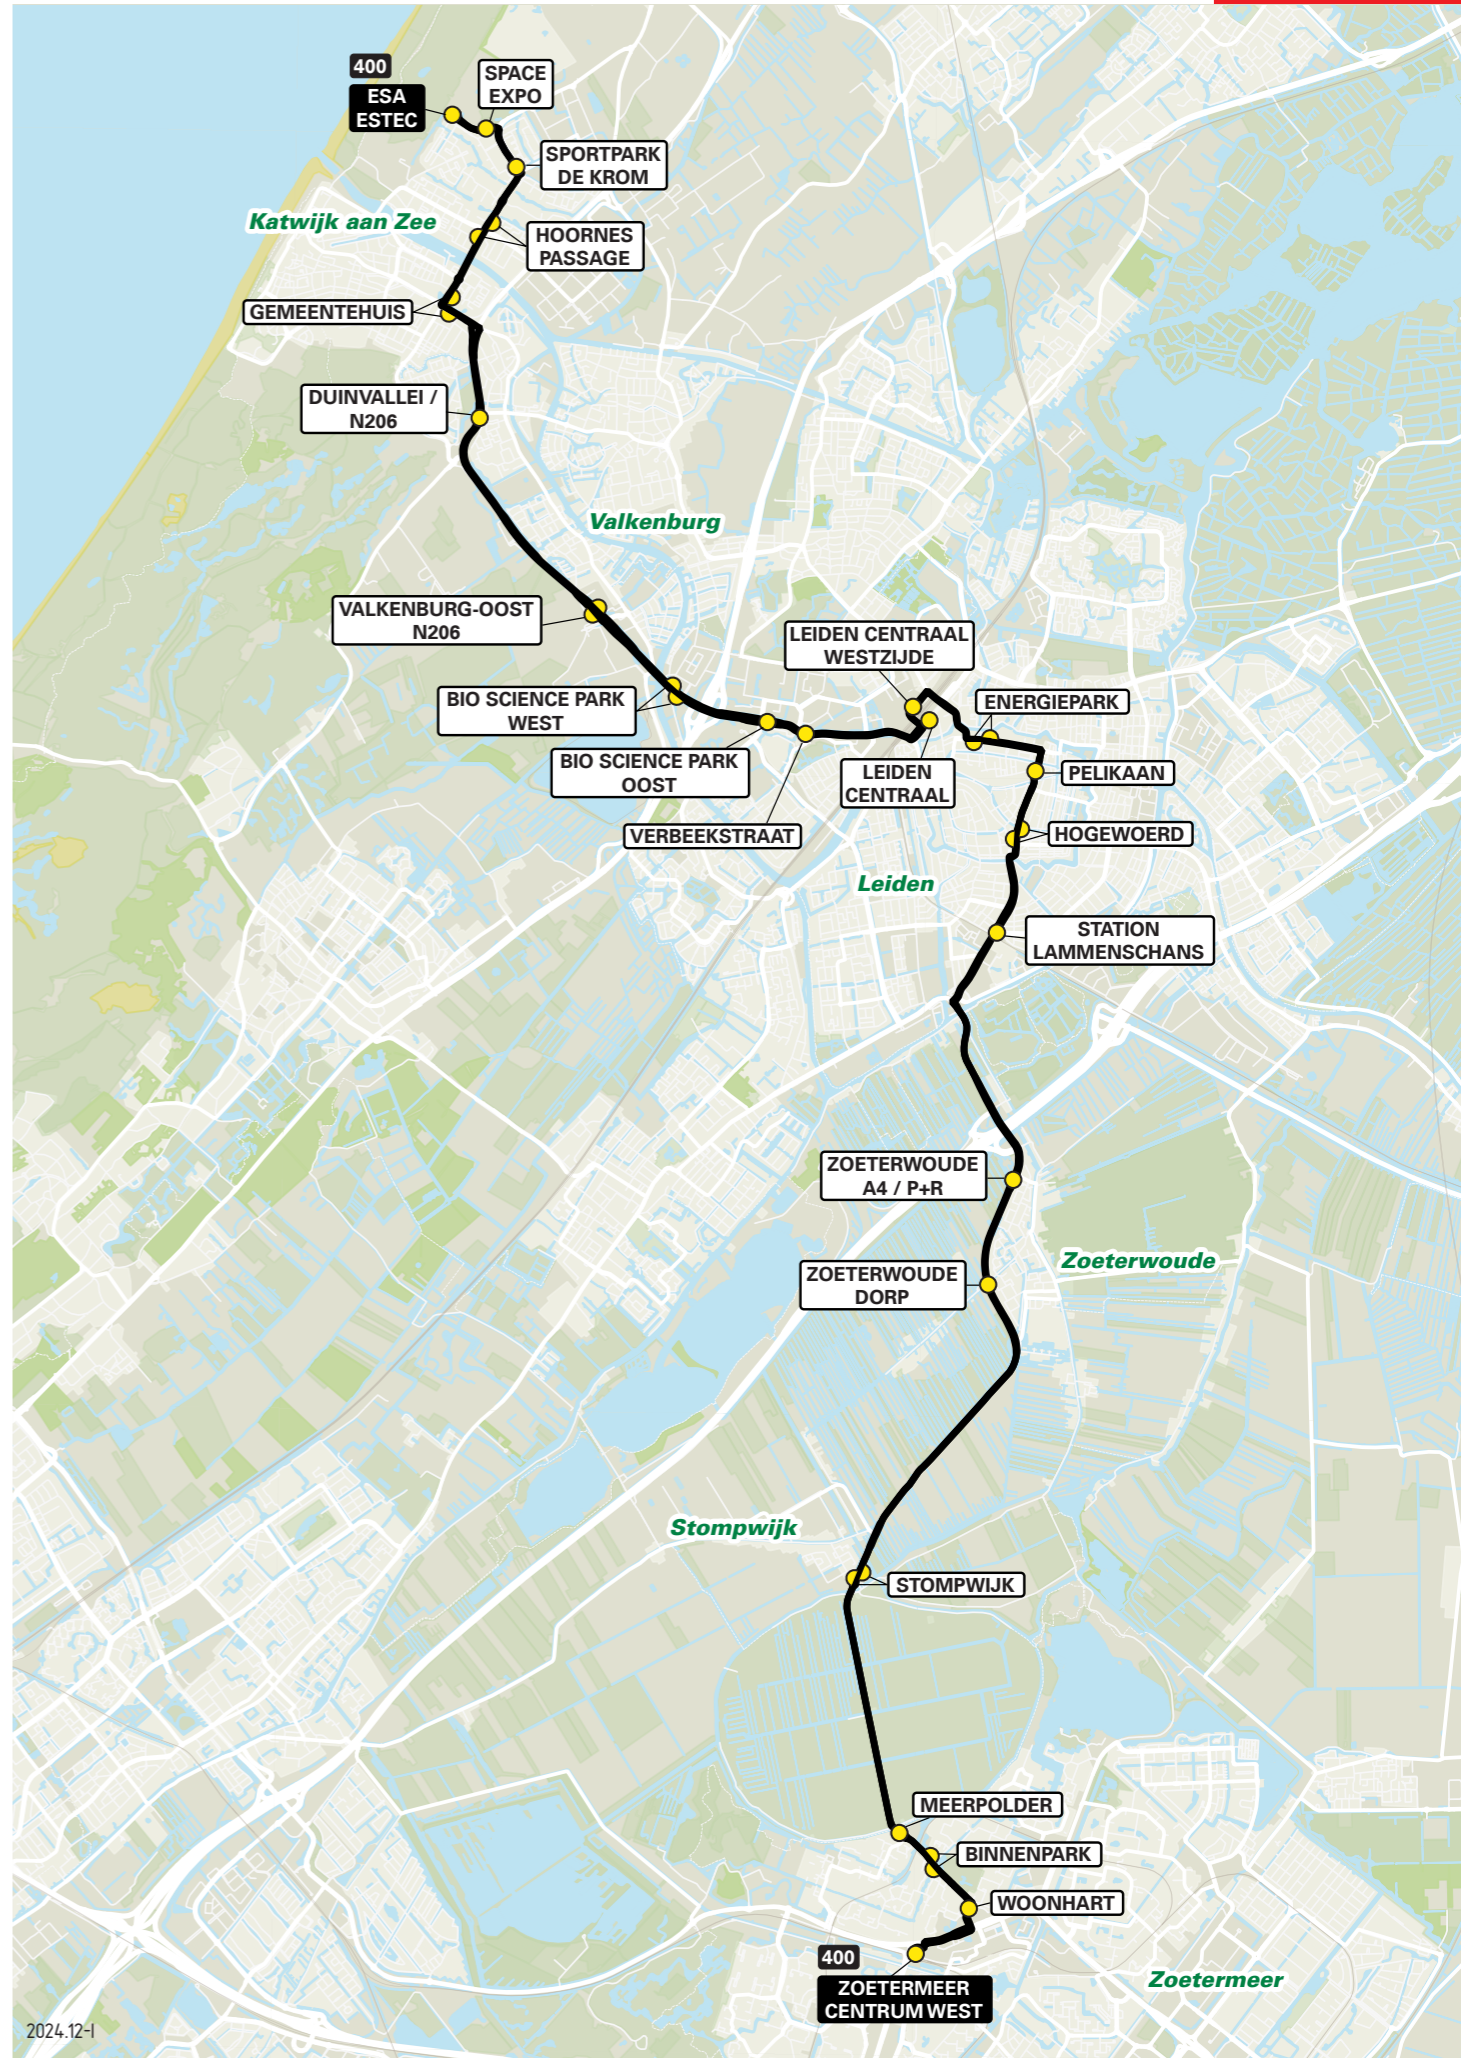 400
ESA
ESTEC
SPACE
EXPO
SPORTPARK
DE KROM
Katwijk aan Zee
HOORNES
PASSAGE
GEMEENTEHUIS
DUINVALLEI /
N206
Valkenburg
VALKENBURG-OOST
N206
LEIDEN CENTRAAL
WESTZIJDE
BIO SCIENCE PARK
WEST
ENERGIEPARK
BIO SCIENCE PARK
OOST
LEIDEN
CENTRAAL
PELIKAAN
VERBEEKSTRAAT
HOGEWOERD
Leiden
STATION
LAMMENSCHANS
ZOETERWOUDE
A4 / P+R
Zoeterwoude
ZOETERWOUDE
DORP
Stompwijk
STOMPWIJK
MEERPOLDER
BINNENPARK
WOONHART
400
ZOETERMEER
CENTRUM WEST
Zoetermeer
2024.12-I